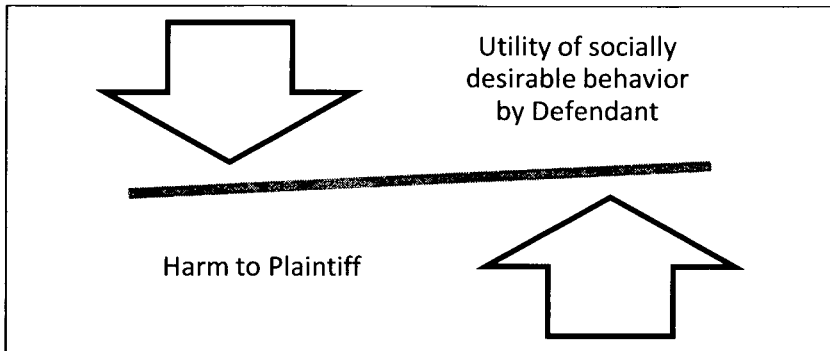 Utility of socially
desirable behavior
by Defendant
Harm to Plaintiff